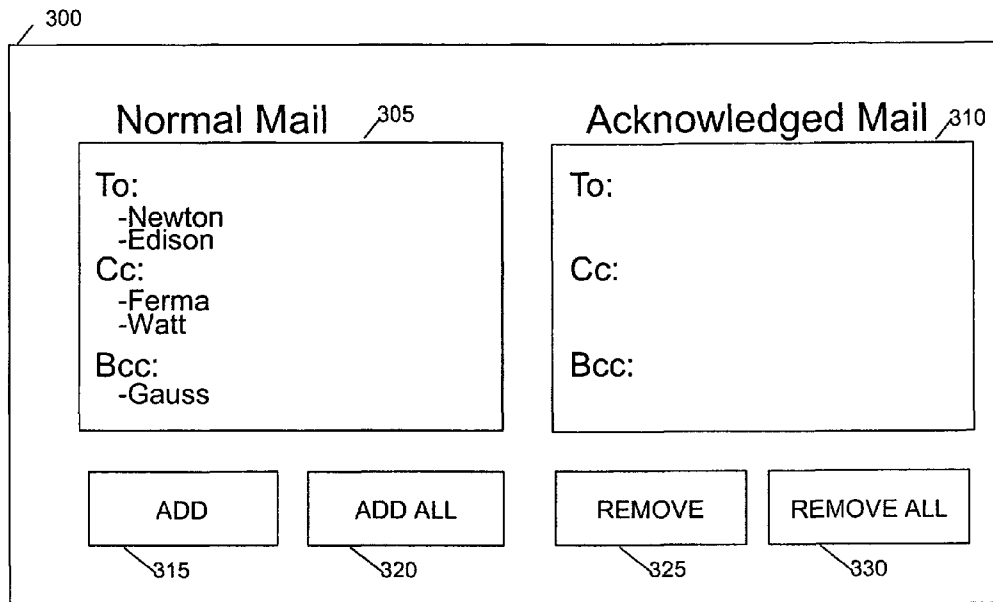 300
Normal Mail
305
To:
-Newton
-Edison
Cc:
-Ferma
-Watt
Bcc:
-Gauss
Acknowledged Mail
310
To:
Cc:
Bcc:
ADD
ADD ALL
REMOVE
REMOVE ALL
315
320
325
330